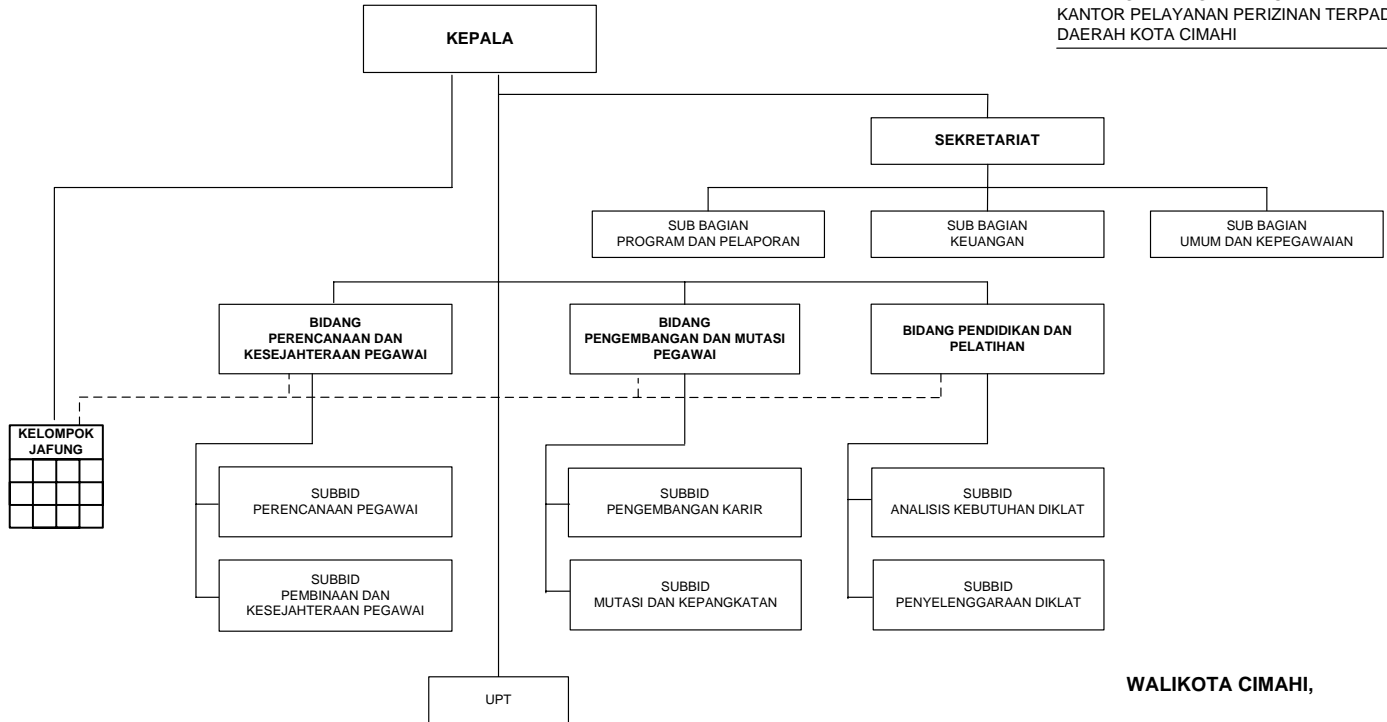 KANTOR PELAYANAN PERIZINAN TERPAD
DAERAH KOTA CIMAHI
KEPALA
SEKRETARIAT
SUB BAGIAN
PROGRAM DAN PELAPORAN
SUB BAGIAN
KEUANGAN
SUB BAGIAN
UMUM DAN KEPEGAWAIAN
BIDANG
PERENCANAAN DAN
KESEJAHTERAAN PEGAWAI
BIDANG
PENGEMBANGAN DAN MUTASI
PEGAWAI
BIDANG PENDIDIKAN DAN
PELATIHAN
KELOMPOK
JAFUNG
SUBBID
PERENCANAAN PEGAWAI
SUBBID
PENGEMBANGAN KARIR
SUBBID
ANALISIS KEBUTUHAN DIKLAT
SUBBID
PEMBINAAN DAN
KESEJAHTERAAN PEGAWAI
SUBBID
MUTASI DAN KEPANGKATAN
SUBBID
PENYELENGGARAAN DIKLAT
UPT
WALIKOTA CIMAHI,